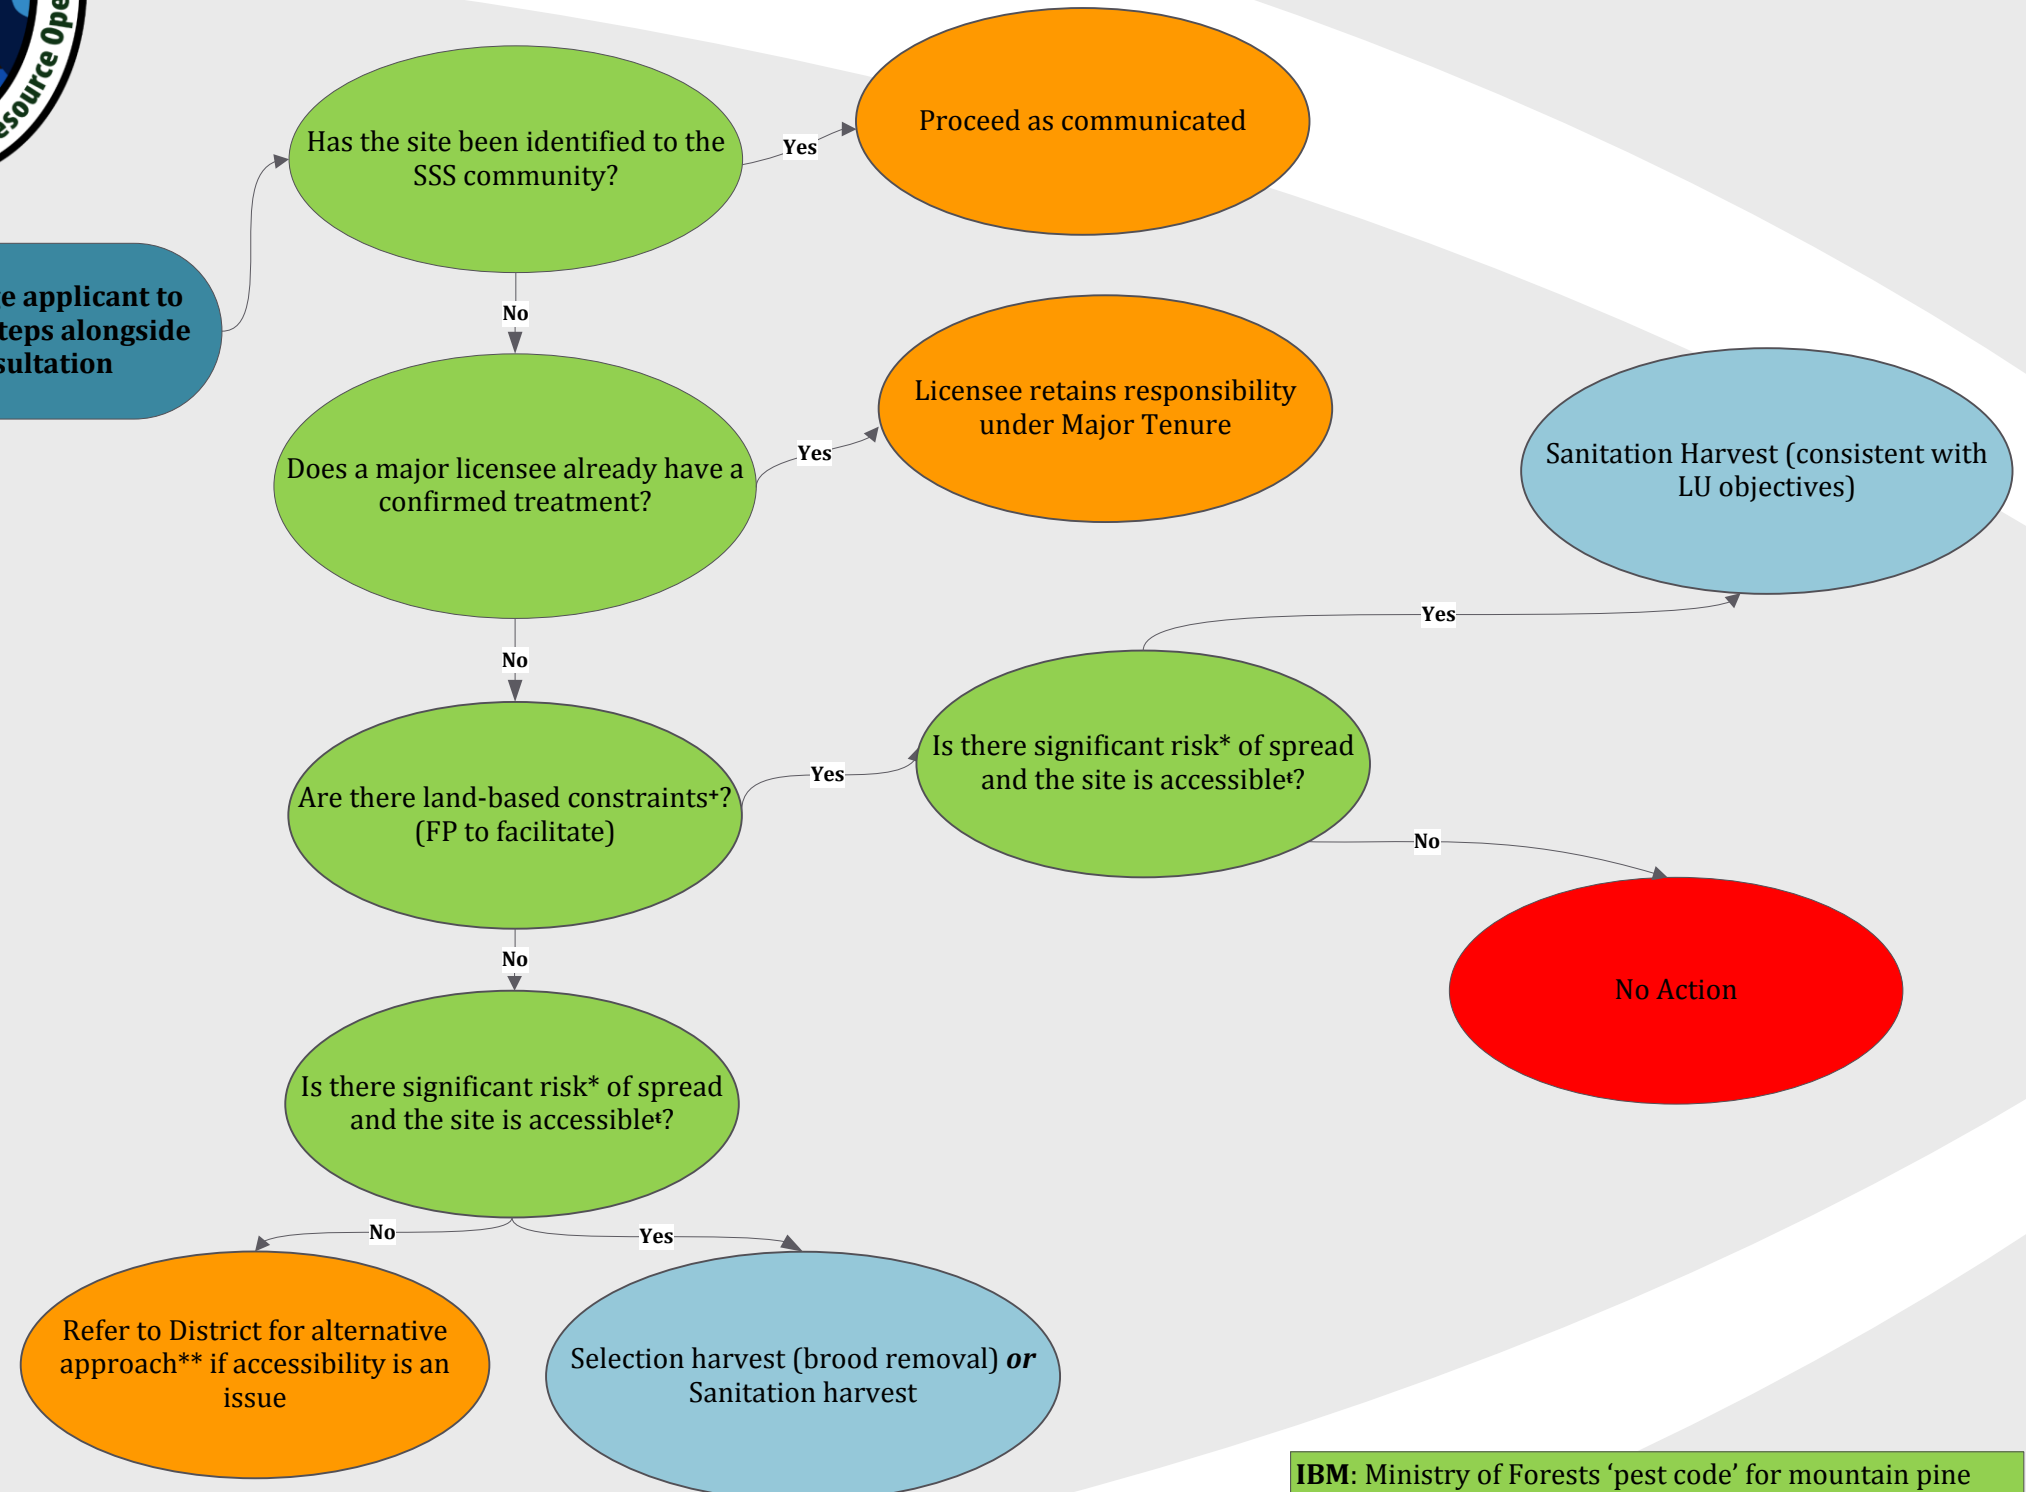 esource Ope
Has the site been identified to the
SSS community?
Yes
Proceed as communicated
e applicant to
teps alongside
sultation
No
Does a major licensee already have a
confirmed treatment?
Yes
Licensee retains responsibility
under Major Tenure
Sanitation Harvest (consistent with
LU objectives)
No
Yes
Are there land-based constraints⁺?
(FP to facilitate)
Yes
Is there significant risk* of spread
and the site is accessibleᵗ?
No
No Action
No
Is there significant risk* of spread
and the site is accessibleᵗ?
No
Yes
Refer to District for alternative
approach** if accessibility is an
issue
Selection harvest (brood removal) or
Sanitation harvest
IBM: Ministry of Forests ‘pest code’ for mountain pine